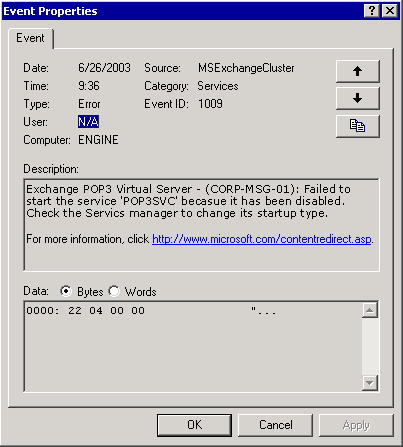 Event Properties
Event
Date: 6/26/2003 Source: MSExchangeCluster
Time: 9:36 Category: Services
Type: Error Event ID: 1009
User: N/A
Computer: ENGINE
Description:
Exchange POP3 Virtual Server - (CORP-MSG-01): Failed to
start the service 'POP3SVC' becasue it has been disabled.
Check the Servics manager to change its startup type.
For more information, click http://www.microsoft.com/contentredirect.asp.
Data: Bytes Words
0000: 22 04 00 00 "...
OK Cancel Apply